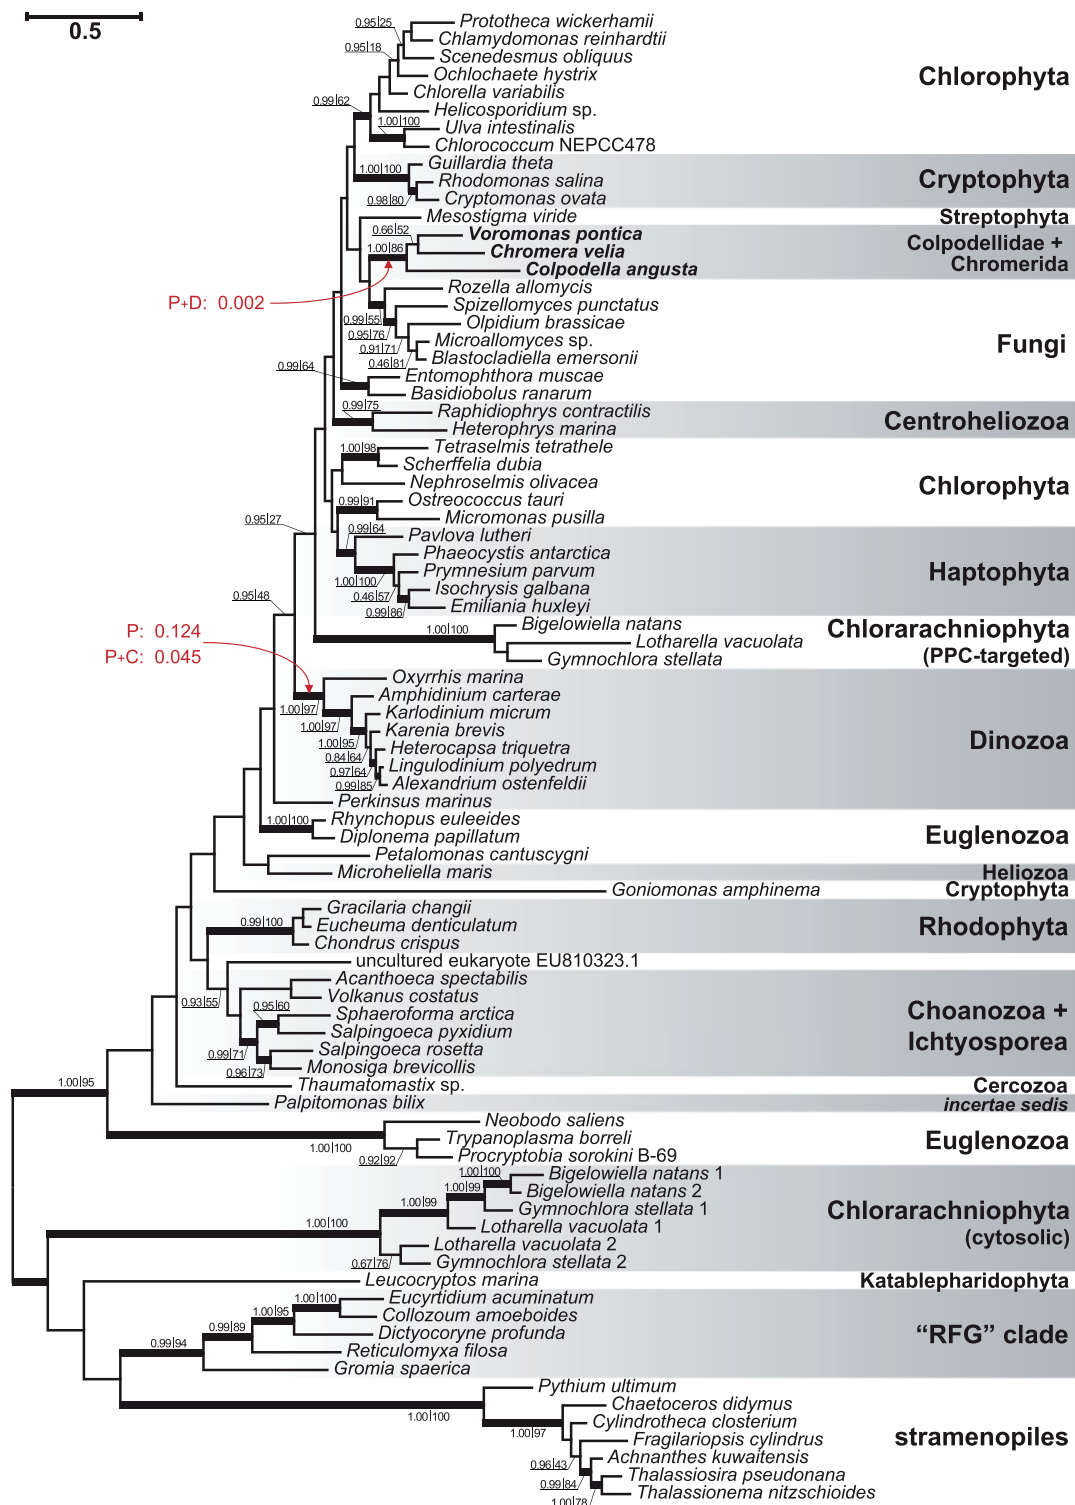 0.5
Prototheca wickerhamii
0.95|25
Chlamydomonas reinhardtii
0.95|18
Scenedesmus obliquus
Ochlochaete hystrix
Chlorophyta
Chlorella variabilis
0.99|62
Helicosporidium sp.
1.00|100
Ulva intestinalis
Chlorococcum NEPCC478
Guillardia theta
1.00|100
Rhodomonas salina
Cryptophyta
0.98|80
Cryptomonas ovata
Mesostigma viride
Streptophyta
0.66|52
Voromonas pontica
Colpodellidae +
1.00|86
Chromera velia
Chromerida
Colpodella angusta
P+D: 0.002
Rozella allomycis
Spizellomyces punctatus
0.99|55
Olpidium brassicae
0.95|76
Microallomyces sp.
Fungi
0.91|71
Blastocladiella emersonii
0.46|81
0.99|64
Entomophthora muscae
Basidiobolus ranarum
0.99|75
Raphidiophrys contractilis
Centroheliozoa
Heterophrys marina
1.00|98
Tetraselmis tetrathele
Scherffelia dubia
Nephroselmis olivacea
Chlorophyta
0.99|91
Ostreococcus tauri
0.95|27
Micromonas pusilla
0.99|64
Pavlova lutheri
Phaeocystis antarctica
Prymnesium parvum
Haptophyta
1.00|100
Isochrysis galbana
0.46|57
Emiliania huxleyi
0.99|86
0.95|48
1.00|100
Bigelowiella natans
Chlorarachniophyta
P: 0.124
Lotharella vacuolata
P+C: 0.045
Gymnochlora stellata
(PPC-targeted)
Oxyrrhis marina
Amphidinium carterae
1.00|97
Karlodinium micrum
1.00|97
Karenia brevis
1.00|95
Heterocapsa triquetra
Dinozoa
0.84|64
Lingulodinium polyedrum
0.97|64
Alexandrium ostenfeldii
0.99|85
Perkinsus marinus
1.00|100
Rhynchopus euleeides
Diplonema papillatum
Euglenozoa
Petalomonas cantuscygni
Microheliella maris
Heliozoa
Goniomonas amphinema
Cryptophyta
Gracilaria changii
0.99|100
Eucheuma denticulatum
Rhodophyta
Chondrus crispus
uncultured eukaryote EU810323.1
Acanthoeca spectabilis
Volkanus costatus
0.93|55
0.95|60
Sphaeroforma arctica
Choanozoa +
Salpingoeca pyxidium
Ichtyosporea
0.99|71
Salpingoeca rosetta
0.96|73
Monosiga brevicollis
1.00|95
Thaumatomastix sp.
Cercozoa
Palpitomonas bilix
incertae sedis
Neobodo saliens
1.00|100
Trypanoplasma borreli
Euglenozoa
0.92|92
Procryptobia sorokini B-69
1.00|100
Bigelowiella natans 1
1.00|99
Bigelowiella natans 2
1.00|99
Gymnochlora stellata 1
Chlorarachniophyta
1.00|100
Lotharella vacuolata 1
(cytosolic)
Lotharella vacuolata 2
0.67|76
Gymnochlora stellata 2
Leucocryptos marina
Katablepharidophyta
1.00|100
Eucyrtidium acuminatum
1.00|95
Collozoum amoeboides
0.99|89
Dictyocoryne profunda
“RFG” clade
0.99|94
Reticulomyxa filosa
Gromia spaerica
Pythium ultimum
1.00|100
Chaetoceros didymus
1.00|97
Cylindrotheca closterium
Fragilariopsis cylindrus
stramenopiles
0.96|43
Achnanthes kuwaitensis
0.99|84
Thalassiosira pseudonana
1.00|78
Thalassionema nitzschioides